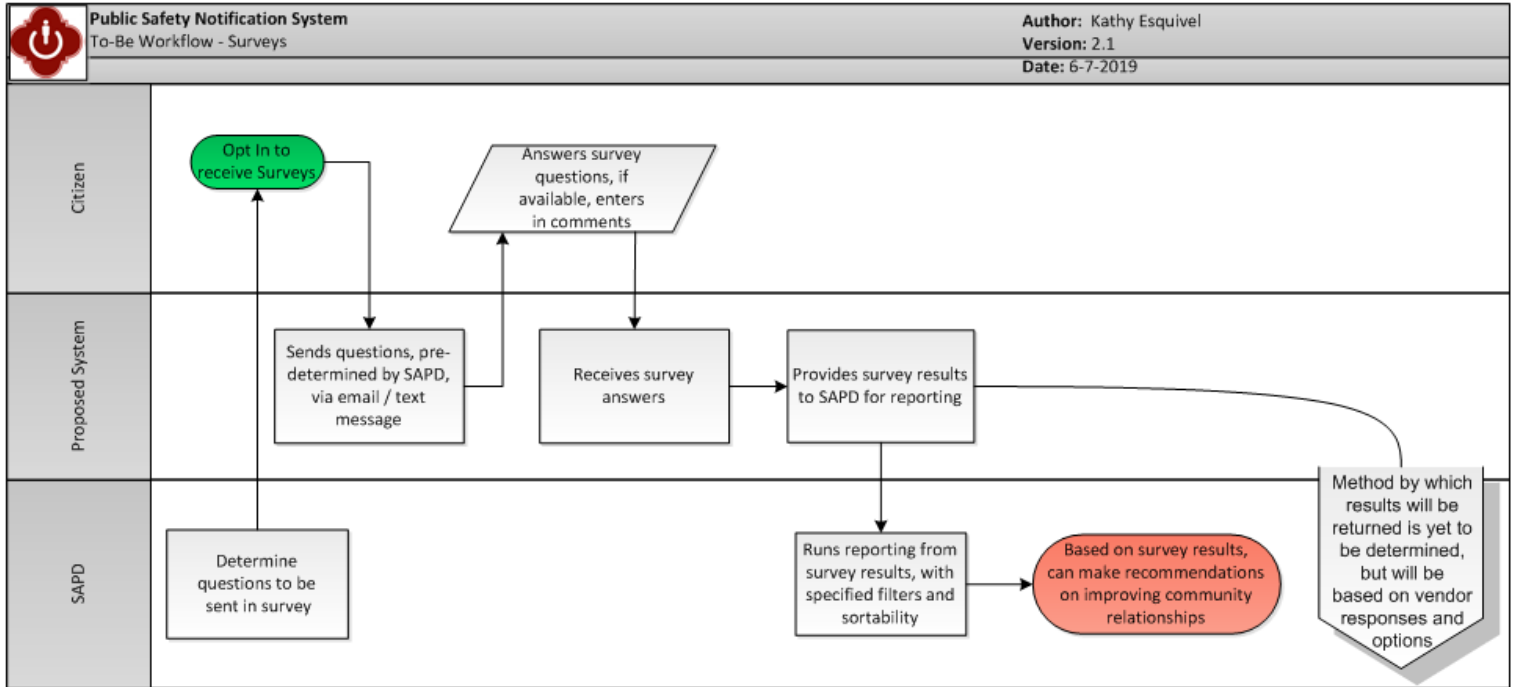 Public Safety Notification System
To-Be Workflow - Surveys
Author: Kathy Esquivel
Version: 2.1
Date: 6-7-2019
Citizen
Opt In to
receive Surveys
Answers survey
questions, if
available, enters
in comments
Proposed System
Sends questions, pre-
determined by SAPD,
via email / text
message
Receives survey
answers
Provides survey results
to SAPD for reporting
SAPD
Determine
questions to be
sent in survey
Runs reporting from
survey results, with
specified filters and
sortability
Based on survey results,
can make recommendations
on improving community
relationships
Method by which
results will be
returned is yet to
be determined,
but will be
based on vendor
responses and
options